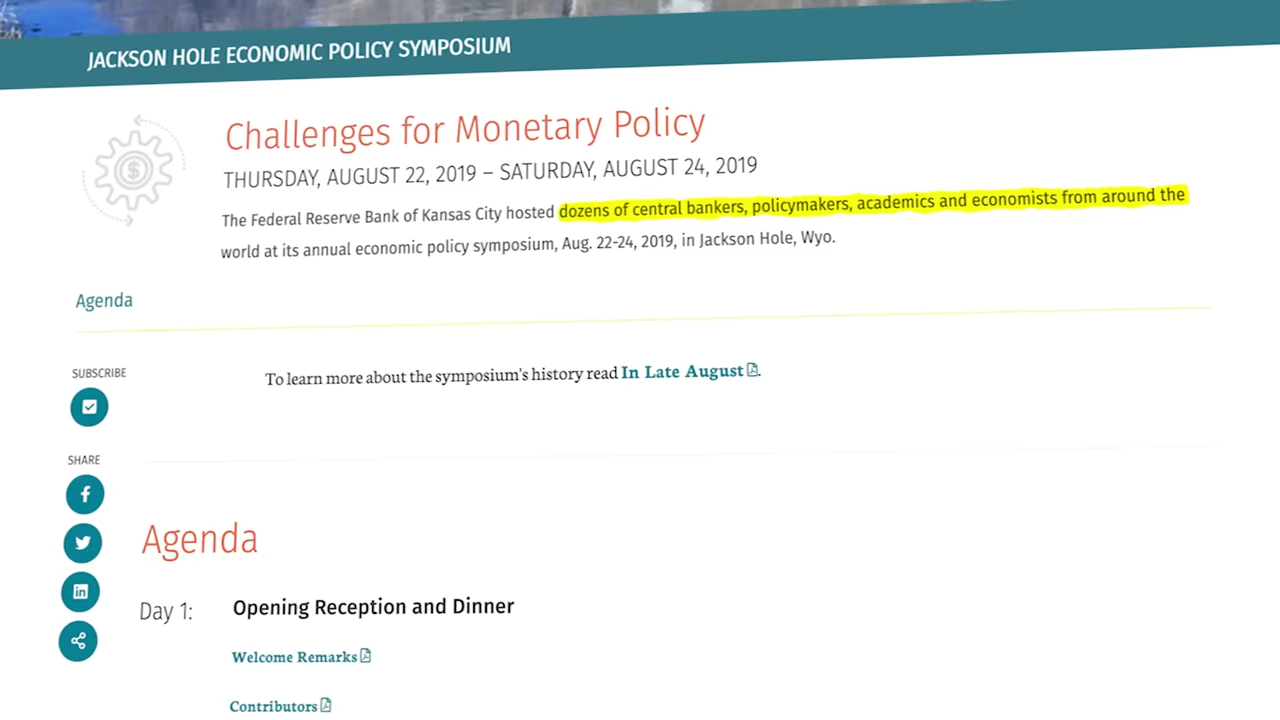 JACKSON HOLE ECONOMIC POLICY SYMPOSIUM
Challenges for Monetary Policy
THURSDAY, AUGUST 22, 2019 – SATURDAY, AUGUST 24, 2019
The Federal Reserve Bank of Kansas City hosted dozens of central bankers, policymakers, academics and economists from around the
world at its annual economic policy symposium, Aug. 22-24, 2019, in Jackson Hole, Wyo.
Agenda
SUBSCRIBE
To learn more about the symposium's history read In Late August.
SHARE
Agenda
Day 1: Opening Reception and Dinner
Welcome Remarks
Contributors